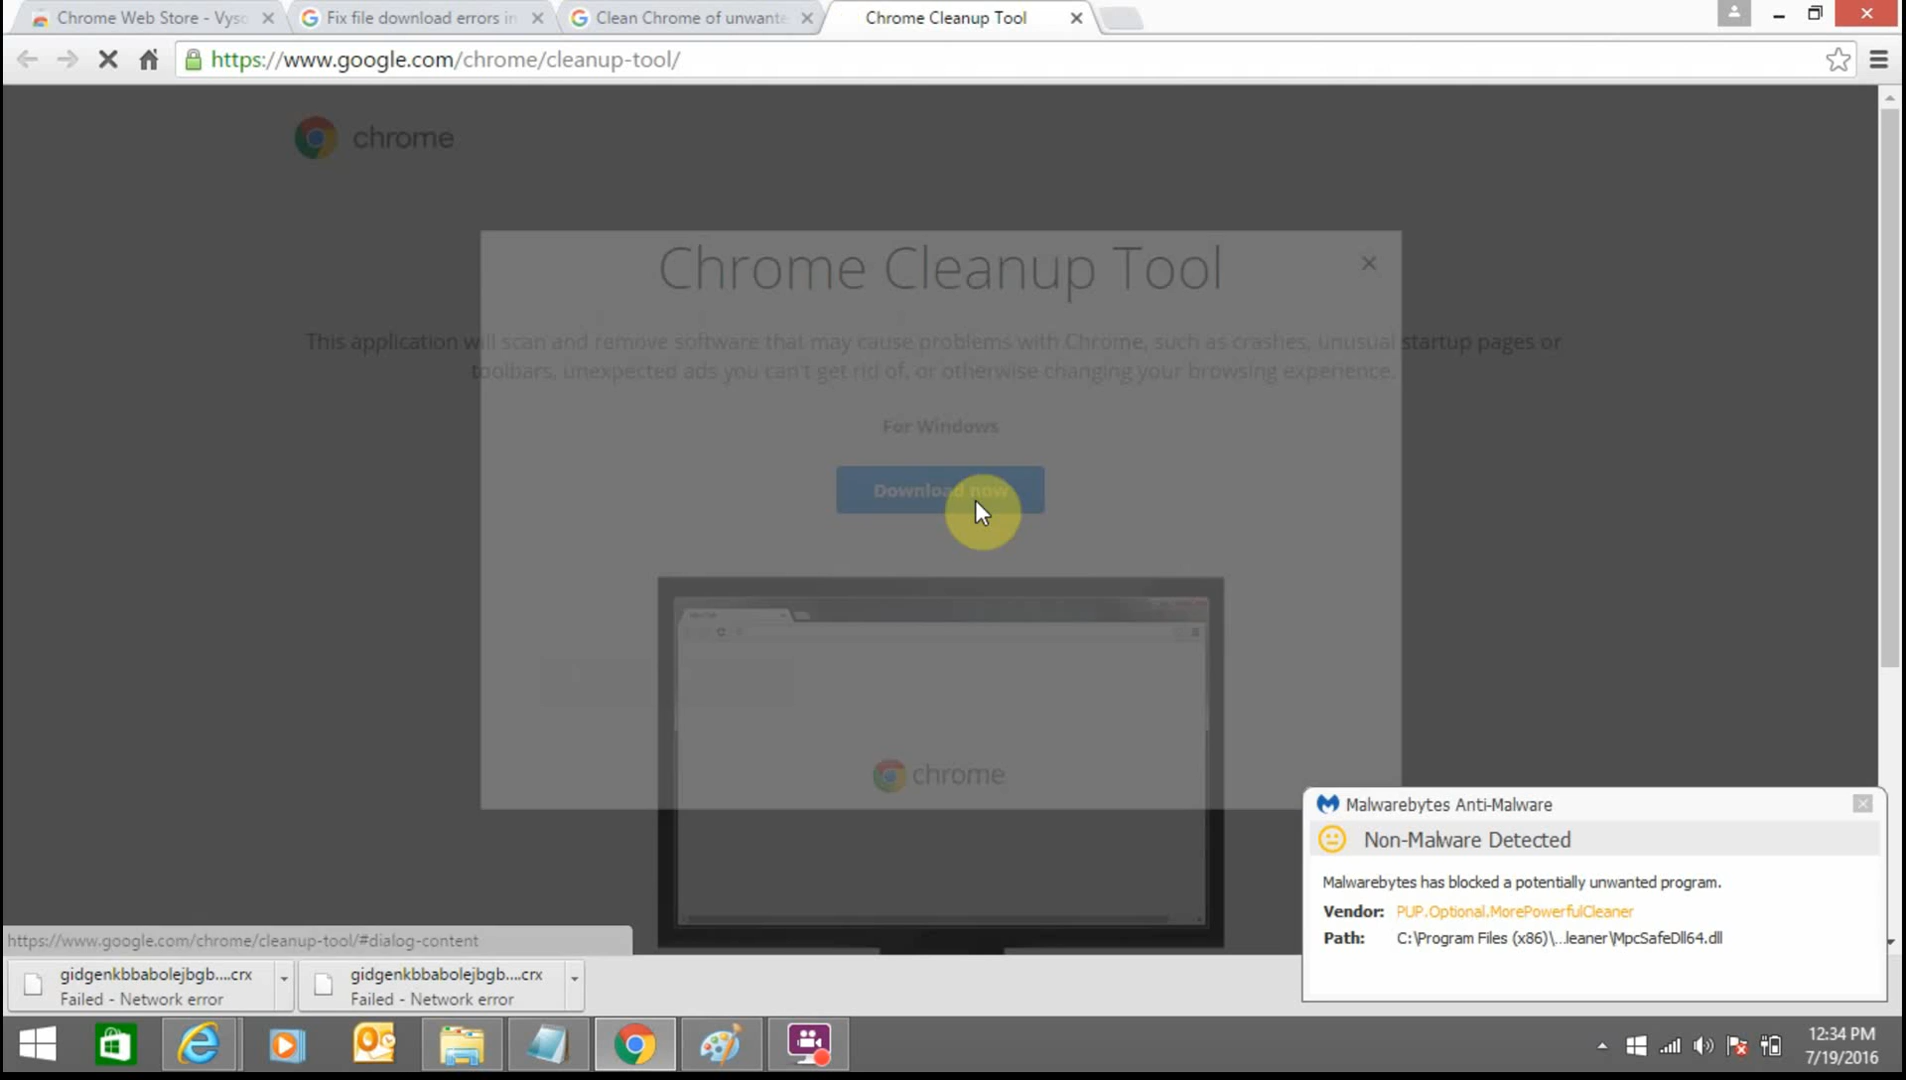 Chrome Web Store - Vyso
Fix file download errors in
Clean Chrome of unwante
Chrome Cleanup Tool
https://www.google.com/chrome/cleanup-tool/
chrome
Chrome Cleanup Tool
This application will scan and remove software that may cause problems with Chrome, such as crashes, unusual startup pages or
toolbars, unexpected ads you can't get rid of, or otherwise changing your browsing experience.
For Windows
Download now
chrome
Malwarebytes Anti-Malware
Non-Malware Detected
Malwarebytes has blocked a potentially unwanted program.
Vendor: PUP.Optional.MorePowerfulCleaner
Path: C:\Program Files (x86)\...leaner\MpcSafeDll64.dll
https://www.google.com/chrome/cleanup-tool/#dialog-content
gidgenkbbabolejbgb....crx
Failed - Network error
gidgenkbbabolejbgb....crx
Failed - Network error
12:34 PM
7/19/2016